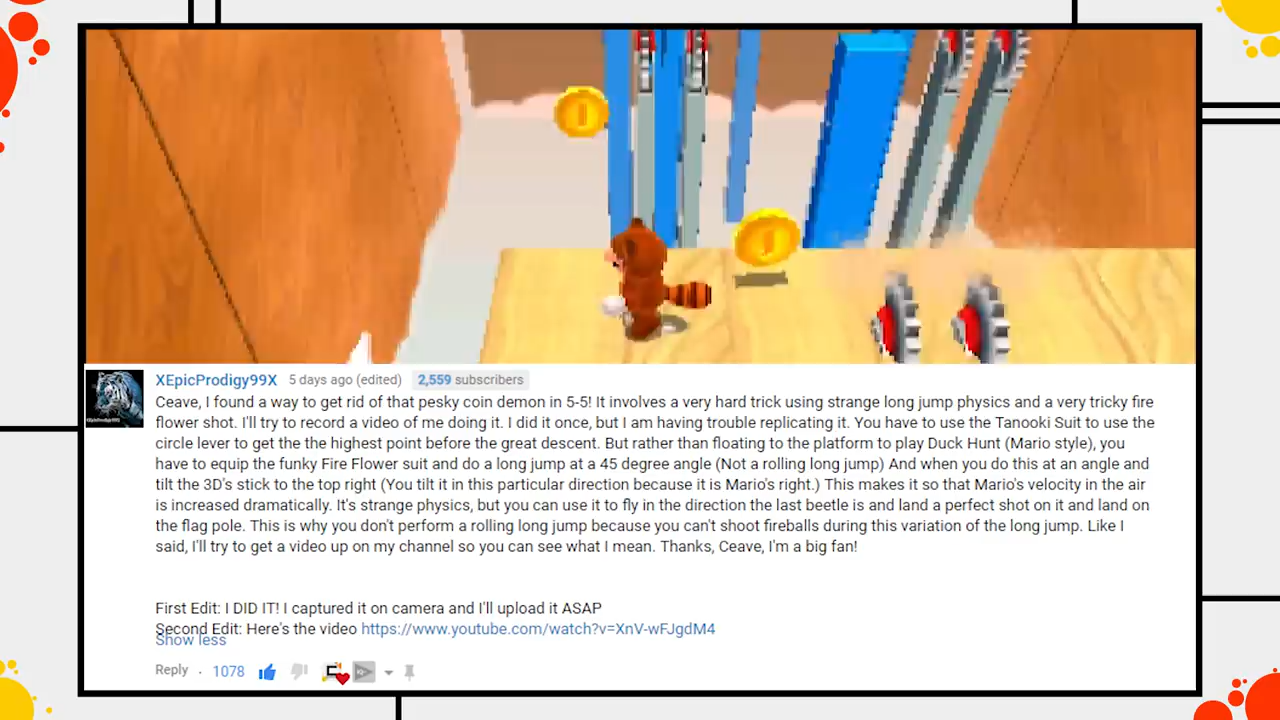 XEpicProdigy99X 5 days ago (edited) 2,559 subscribers
Ceave, I found a way to get rid of that pesky coin demon in 5-5! It involves a very hard trick using strange long jump physics and a very tricky fire
flower shot. I'll try to record a video of me doing it. I did it once, but I am having trouble replicating it. You have to use the Tanooki Suit to use the
circle lever to get the the highest point before the great descent. But rather than floating to the platform to play Duck Hunt (Mario style), you
have to equip the funky Fire Flower suit and do a long jump at a 45 degree angle (Not a rolling long jump) And when you do this at an angle and
tilt the 3D's stick to the top right (You tilt it in this particular direction because it is Mario's right.) This makes it so that Mario's velocity in the air
is increased dramatically. It's strange physics, but you can use it to fly in the direction the last beetle is and land a perfect shot on it and land on
the flag pole. This is why you don't perform a rolling long jump because you can't shoot fireballs during this variation of the long jump. Like I
said, I'll try to get a video up on my channel so you can see what I mean. Thanks, Ceave, I'm a big fan!
First Edit: I DID IT! I captured it on camera and I'll upload it ASAP
Second Edit: Here's the video https://www.youtube.com/watch?v=XnV-wFJgdM4
Show less
Reply · 1078